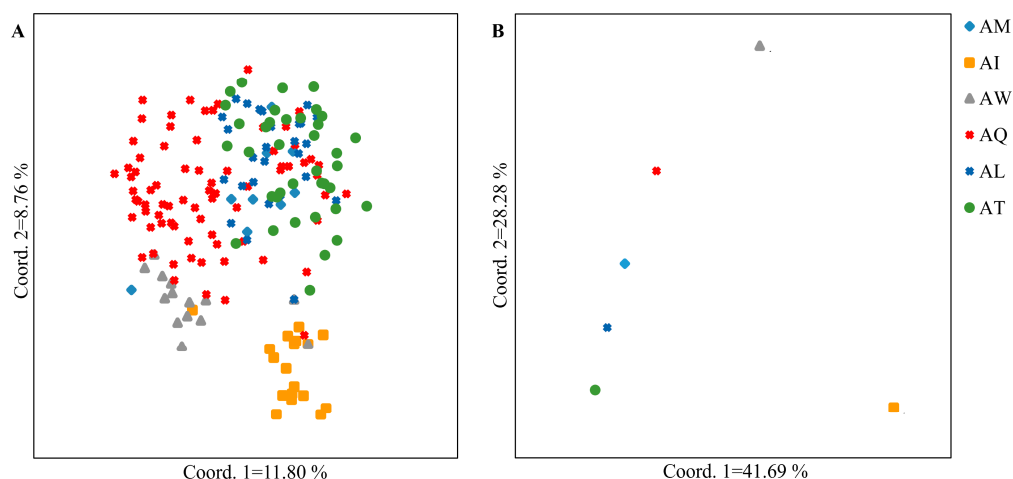 A
B
AM
AI
AW
AQ
AL
AT
Coord. 2=8.76 %
Coord. 2=28.28 %
Coord. 1=11.80 %
Coord. 1=41.69 %